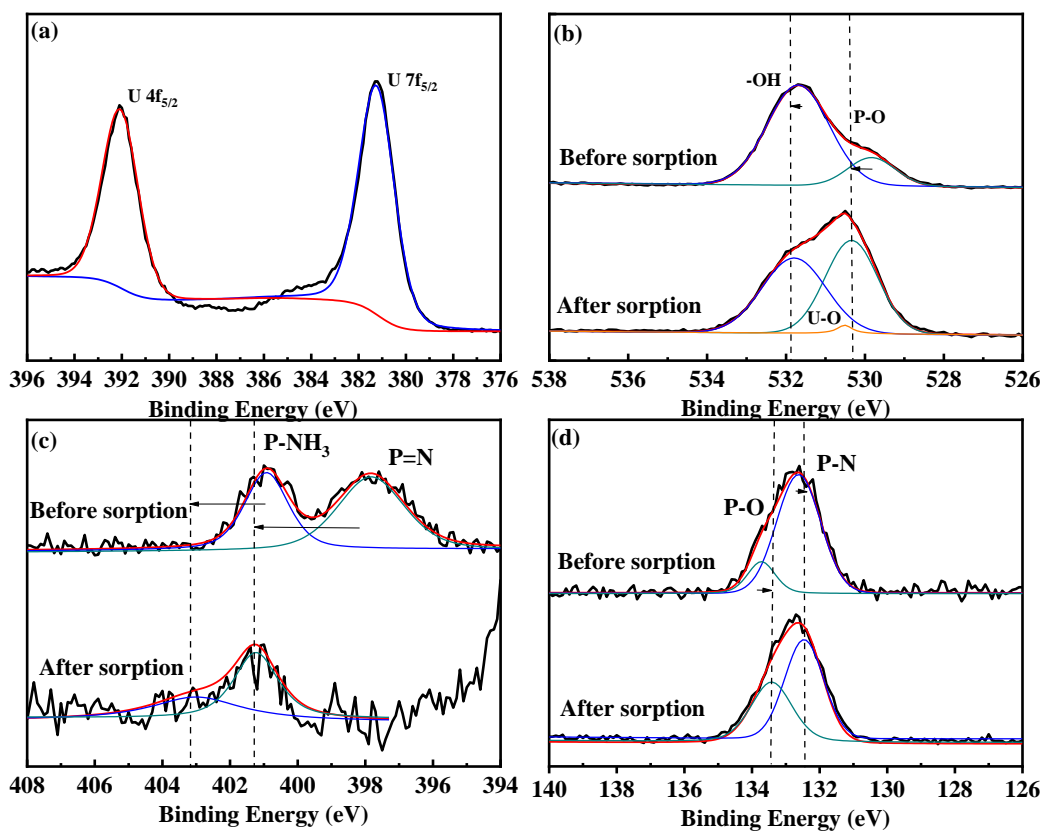 (a)
U 4f5/2
U 7f5/2
396 394 392 390 388 386 384 382 380 378 376
Binding Energy (eV)
(b)
-OH
P-O
Before sorption
After sorption
U-O
538 536 534 532 530 528 526
Binding Energy (eV)
(c)
P-NH3
P=N
Before sorption
After sorption
408 406 404 402 400 398 396 394
Binding Energy (eV)
(d)
P-N
P-O
Before sorption
After sorption
140 138 136 134 132 130 128 126
Binding Energy (eV)